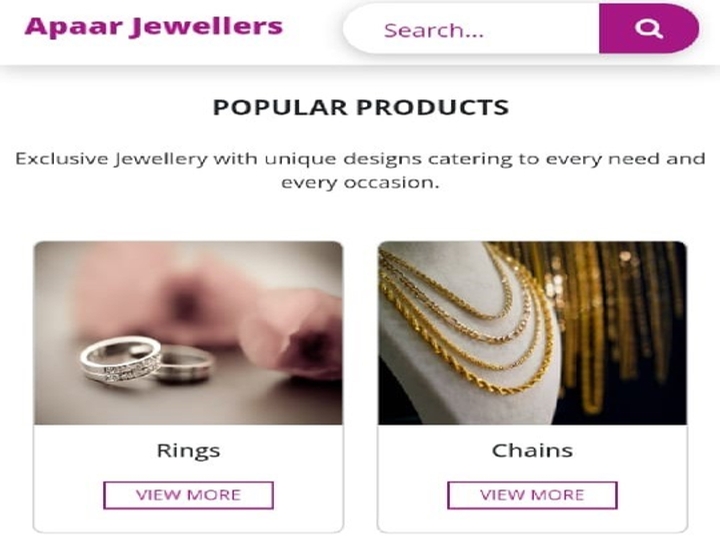 Apaar Jewellers
Search...
POPULAR PRODUCTS
Exclusive Jewellery with unique designs catering to every need and
every occasion.
Rings
Chains
VIEW MORE
VIEW MORE